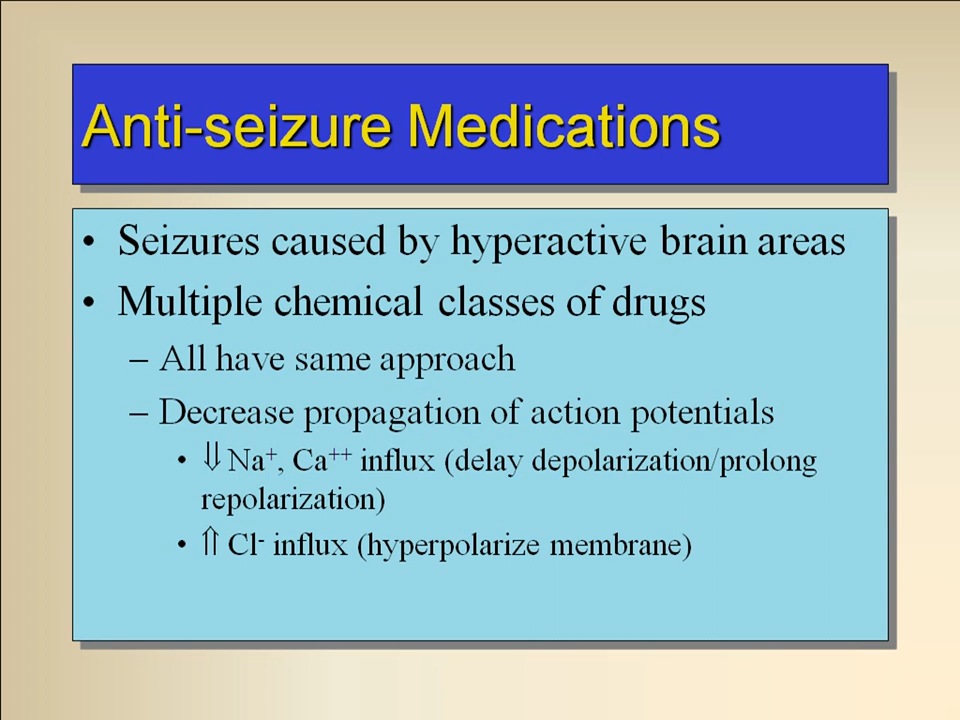 Anti-seizure Medications
• Seizures caused by hyperactive brain areas
• Multiple chemical classes of drugs
– All have same approach
– Decrease propagation of action potentials
• ⇓ Na⁺, Ca⁺⁺ influx (delay depolarization/prolong
repolarization)
• ⇑ Cl⁻ influx (hyperpolarize membrane)